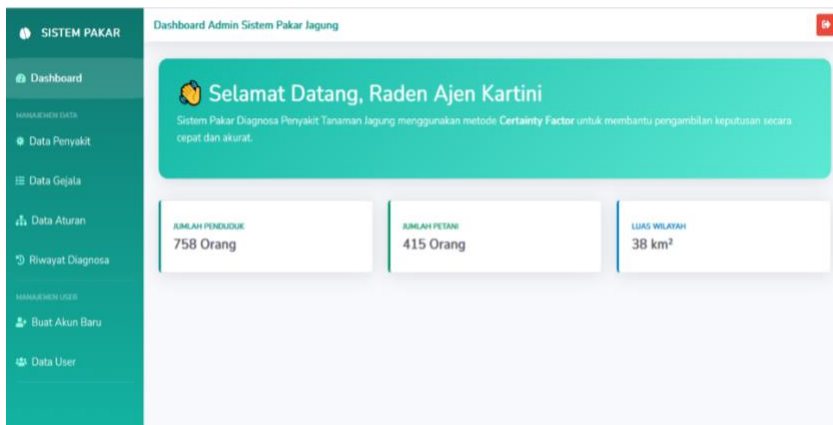 SISTEM PAKAR
Dashboard
MANAJEMEN DATA
Data Penyakit
Data Gejala
Data Aturan
Riwayat Diagnosa
MANAJEMEN USER
Buat Akun Baru
Data User
Dashboard Admin Sistem Pakar Jagung
Selamat Datang, Raden Ajen Kartini
Sistem Pakar Diagnosa Penyakit Tanaman Jagung menggunakan metode Certainty Factor untuk membantu pengambilan keputusan secara
cepat dan akurat.
JUMLAH PENDUDUK
758 Orang
JUMLAH PETANI
415 Orang
LUAS WILAYAH
38 km²